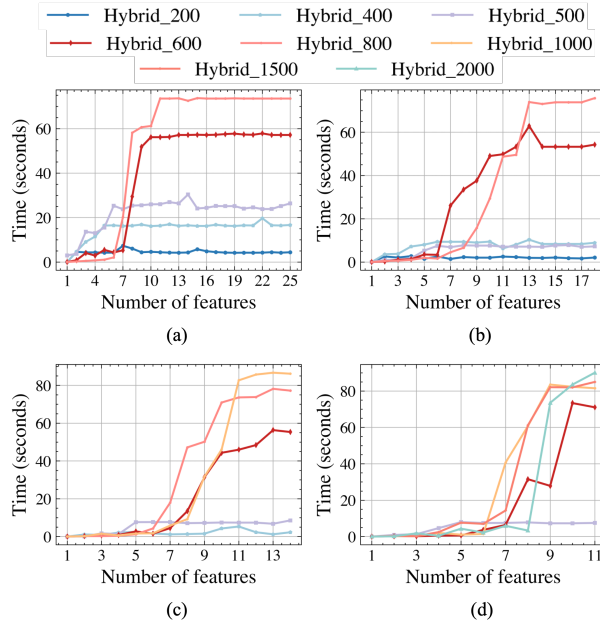 Hybrid_200 Hybrid_400 Hybrid_500
Hybrid_600 Hybrid_800 Hybrid_1000
Hybrid_1500 Hybrid_2000
Time (seconds)
60
40
20
0
1 4 7 10 13 16 19 22 25
Number of features
(a)
Time (seconds)
60
40
20
0
1 3 5 7 9 11 13 15 17
Number of features
(b)
Time (seconds)
80
60
40
20
0
1 3 5 7 9 11 13
Number of features
(c)
Time (seconds)
80
60
40
20
0
1 3 5 7 9 11
Number of features
(d)